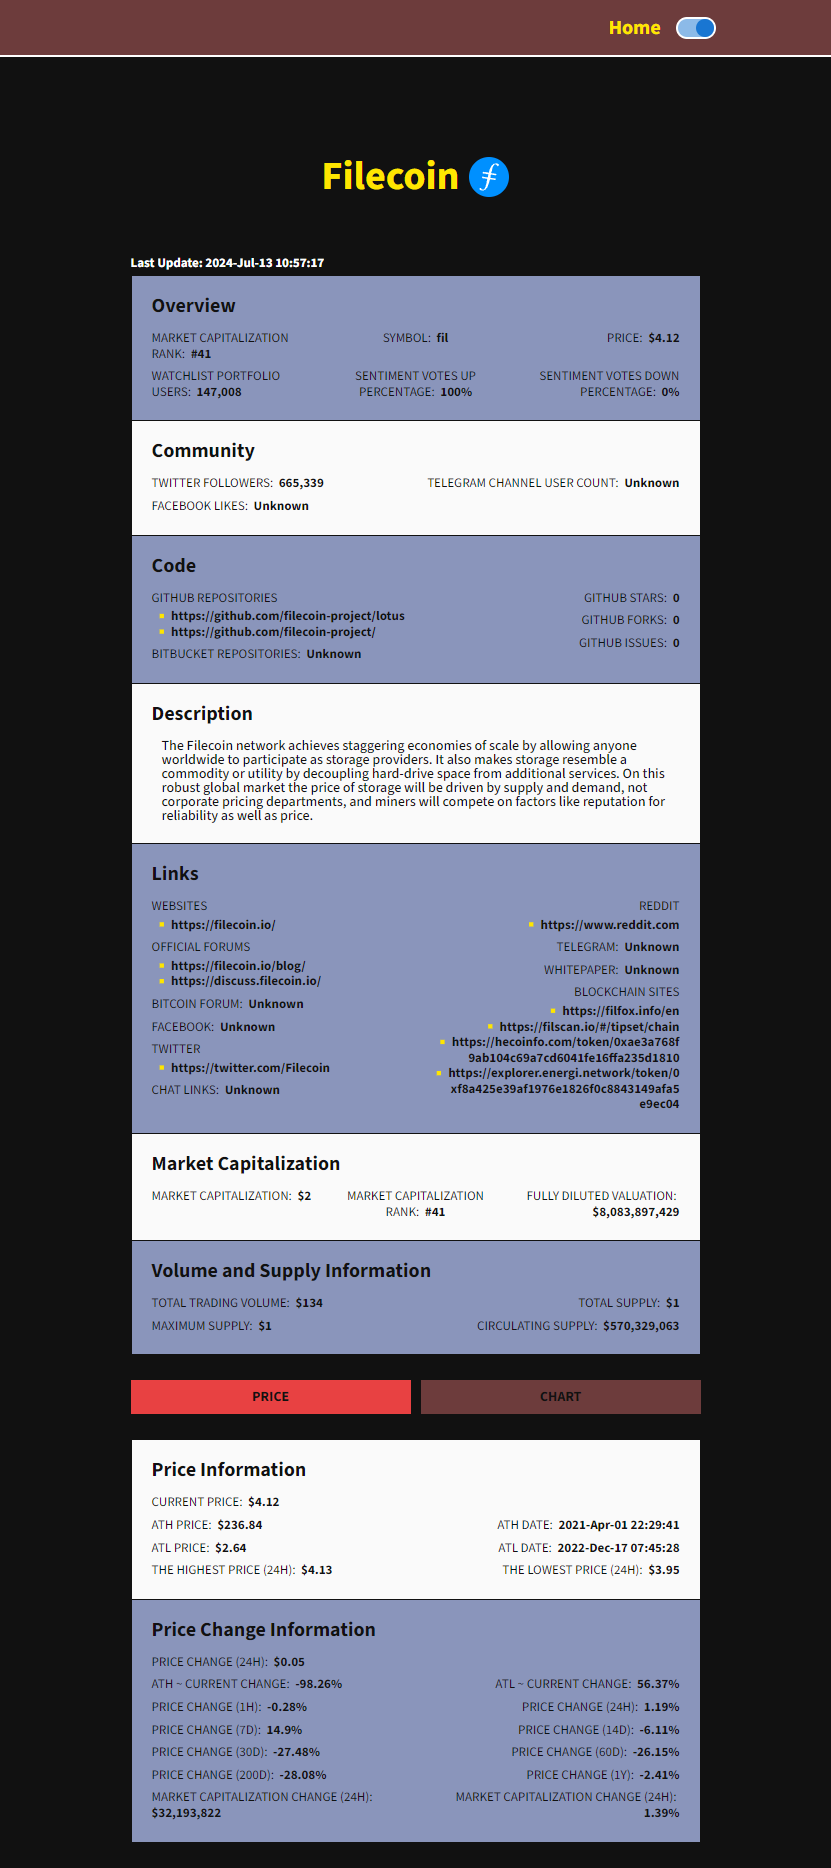 Home
Filecoin
Last Update: 2024-Jul-13 10:57:17
Overview
MARKET CAPITALIZATION RANK: #41
SYMBOL: fil
PRICE: $4.12
WATCHLIST PORTFOLIO USERS: 147,008
SENTIMENT VOTES UP PERCENTAGE: 100%
SENTIMENT VOTES DOWN PERCENTAGE: 0%
Community
TWITTER FOLLOWERS: 665,339
TELEGRAM CHANNEL USER COUNT: Unknown
FACEBOOK LIKES: Unknown
Code
GITHUB REPOSITORIES
https://github.com/filecoin-project/lotus
https://github.com/filecoin-project/
BITBUCKET REPOSITORIES: Unknown
GITHUB STARS: 0
GITHUB FORKS: 0
GITHUB ISSUES: 0
Description
The Filecoin network achieves staggering economies of scale by allowing anyone
worldwide to participate as storage providers. It also makes storage resemble a
commodity or utility by decoupling hard-drive space from additional services. On this
robust global market the price of storage will be driven by supply and demand, not
corporate pricing departments, and miners will compete on factors like reputation for
reliability as well as price.
Links
WEBSITES
https://filecoin.io/
OFFICIAL FORUMS
https://filecoin.io/blog/
https://discuss.filecoin.io/
BITCOIN FORUM: Unknown
FACEBOOK: Unknown
TWITTER
https://twitter.com/Filecoin
CHAT LINKS: Unknown
REDDIT
https://www.reddit.com
TELEGRAM: Unknown
WHITEPAPER: Unknown
BLOCKCHAIN SITES
https://filfox.info/en
https://filscan.io/#/tipset/chain
https://hecoinfo.com/token/0xae3a768f
9ab104c69a7cd6041fe16ffa235d1810
https://explorer.energi.network/token/0
xf8a425e39af1976e1826f0c8843149afa5
e9ec04
Market Capitalization
MARKET CAPITALIZATION: $2
MARKET CAPITALIZATION RANK: #41
FULLY DILUTED VALUATION: $8,083,897,429
Volume and Supply Information
TOTAL TRADING VOLUME: $134
TOTAL SUPPLY: $1
MAXIMUM SUPPLY: $1
CIRCULATING SUPPLY: $570,329,063
PRICE
CHART
Price Information
CURRENT PRICE: $4.12
ATH PRICE: $236.84
ATH DATE: 2021-Apr-01 22:29:41
ATL PRICE: $2.64
ATL DATE: 2022-Dec-17 07:45:28
THE HIGHEST PRICE (24H): $4.13
THE LOWEST PRICE (24H): $3.95
Price Change Information
PRICE CHANGE (24H): $0.05
ATH ~ CURRENT CHANGE: -98.26%
ATL ~ CURRENT CHANGE: 56.37%
PRICE CHANGE (1H): -0.28%
PRICE CHANGE (24H): 1.19%
PRICE CHANGE (7D): 14.9%
PRICE CHANGE (14D): -6.11%
PRICE CHANGE (30D): -27.48%
PRICE CHANGE (60D): -26.15%
PRICE CHANGE (200D): -28.08%
PRICE CHANGE (1Y): -2.41%
MARKET CAPITALIZATION CHANGE (24H): $32,193,822
MARKET CAPITALIZATION CHANGE (24H): 1.39%